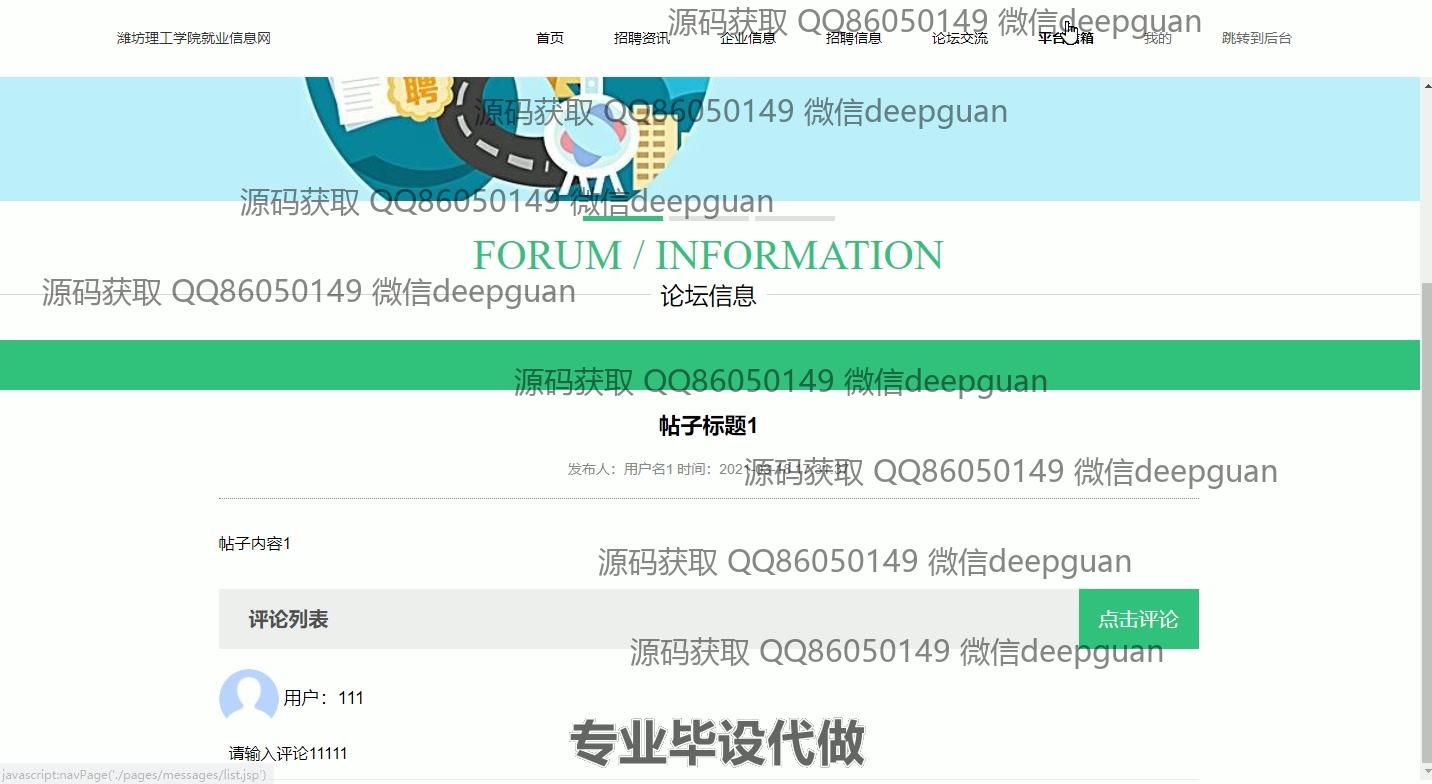 潍坊理工学院就业信息网 首页 招聘资讯 企业信息 招聘信息 论坛交流 我的 跳转到后台
源码获取 QQ86050149 微信deepguan
聘
源码获取 QQ86050149 微信deepguan
源码获取 QQ86050149 微信deepguan
FORUM / INFORMATION
源码获取 QQ86050149 微信deepguan
论坛信息
源码获取 QQ86050149 微信deepguan
帖子标题1
发布人：用户名1 时间：
源码获取 QQ86050149 微信deepguan
帖子内容1
源码获取 QQ86050149 微信deepguan
评论列表 点击评论
源码获取 QQ86050149 微信deepguan
用户：111
专业毕设代做
请输入评论11111
javascript:navPage('./pages/messages/list.jsp')